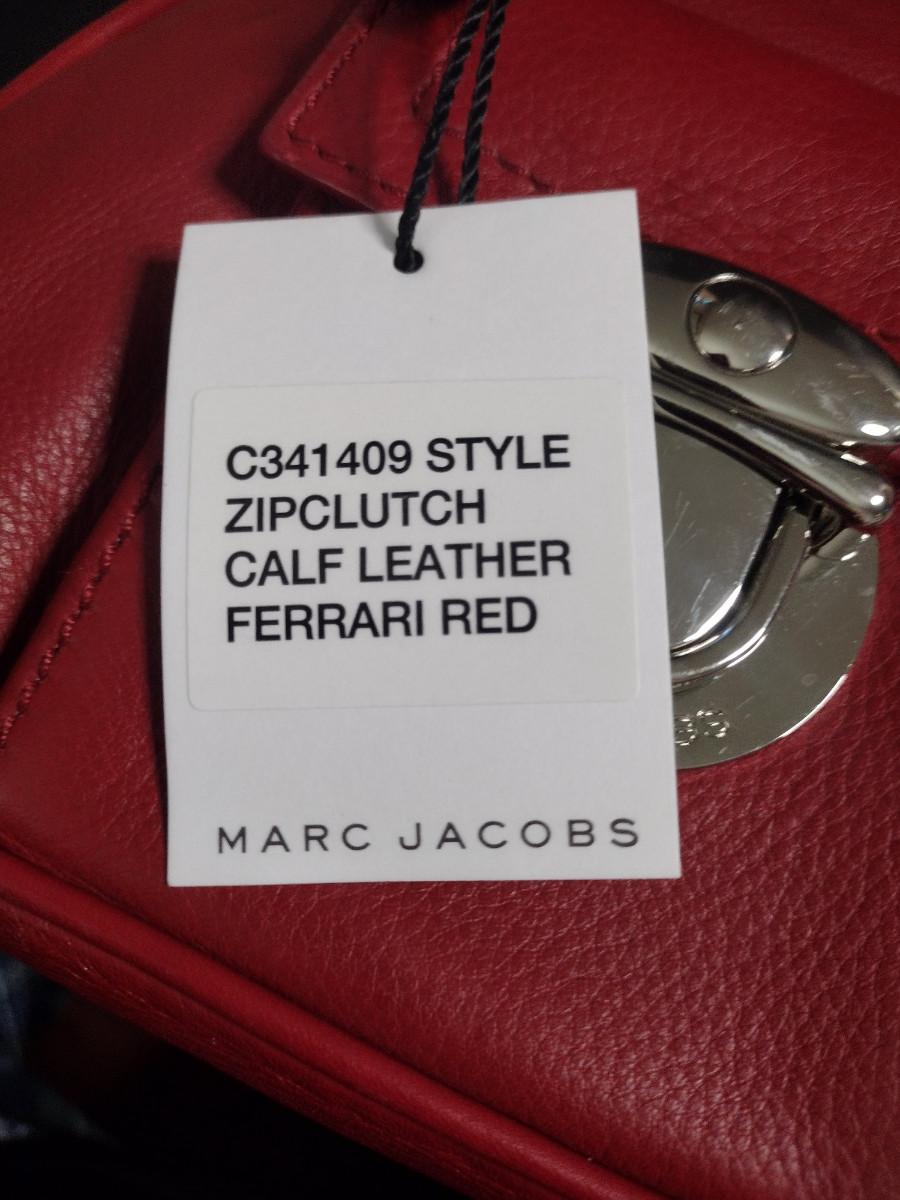 C341409 STYLE
ZIPCLUTCH
CALF LEATHER
FERRARI RED
MARC JACOBS